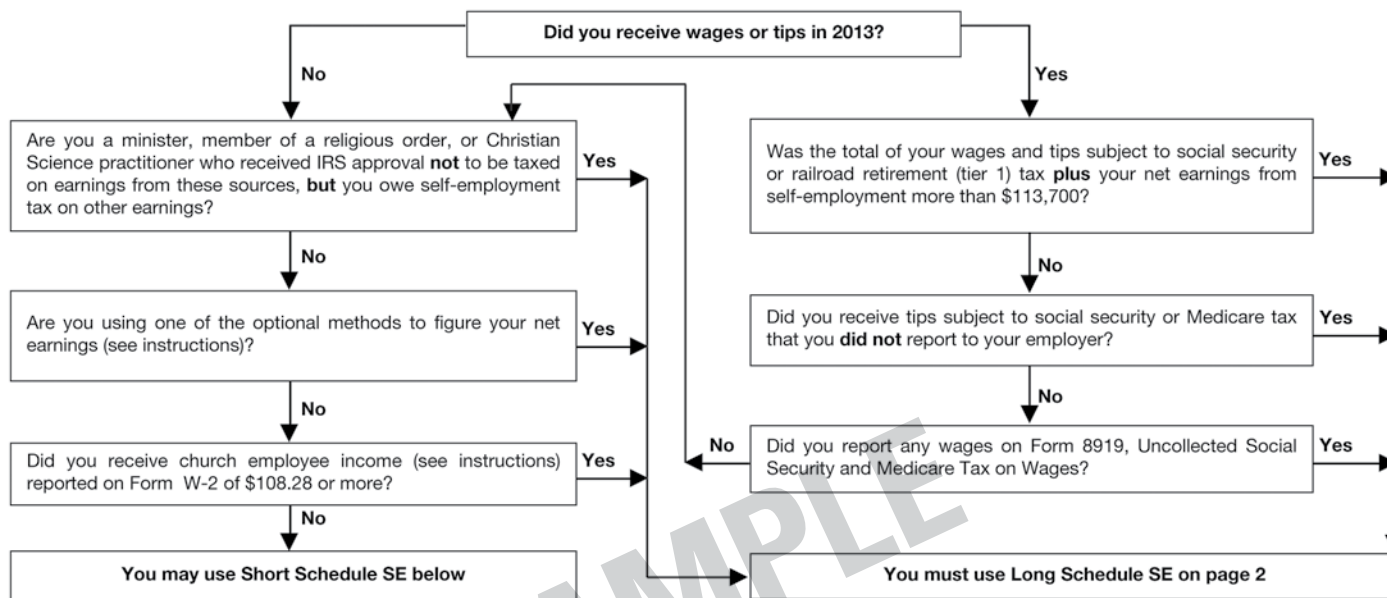 Did you receive wages or tips in 2013?
No
Yes
Are you a minister, member of a religious order, or Christian
Science practitioner who received IRS approval not to be taxed
on earnings from these sources, but you owe self-employment
tax on other earnings?
Yes
Was the total of your wages and tips subject to social security
or railroad retirement (tier 1) tax plus your net earnings from
self-employment more than $113,700?
Yes
No
No
Are you using one of the optional methods to figure your net
earnings (see instructions)?
Yes
Did you receive tips subject to social security or Medicare tax
that you did not report to your employer?
Yes
No
No
Did you receive church employee income (see instructions)
reported on Form W-2 of $108.28 or more?
Yes
No
Did you report any wages on Form 8919, Uncollected Social
Security and Medicare Tax on Wages?
Yes
No
You may use Short Schedule SE below
You must use Long Schedule SE on page 2
AMPLE